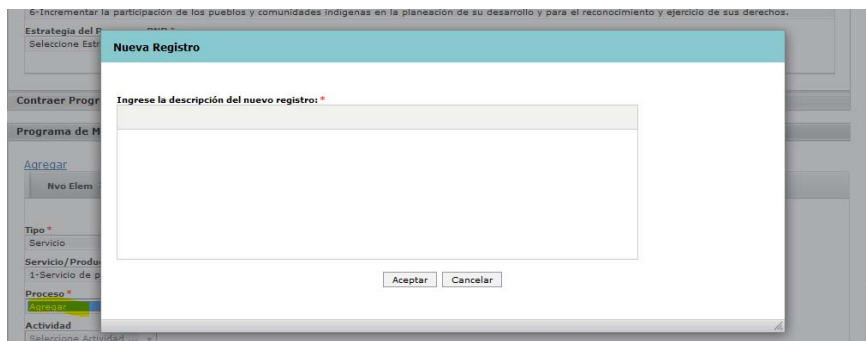 6-Incrementar la participación de los pueblos y comunidades indígenas en la planeación de su desarrollo y para el reconocimiento y ejercicio de sus derechos.
Estrategia del P PND *
Seleccione Estr
Nueva Registro
Contraer Progr
Ingrese la descripción del nuevo registro: *
Programa de M
Agregar
Nvo Elem
Tipo *
Servicio
Servicio/Produ
1-Servicio de p
Aceptar Cancelar
Proceso *
Agregar
Actividad
Seleccione Actividad ...